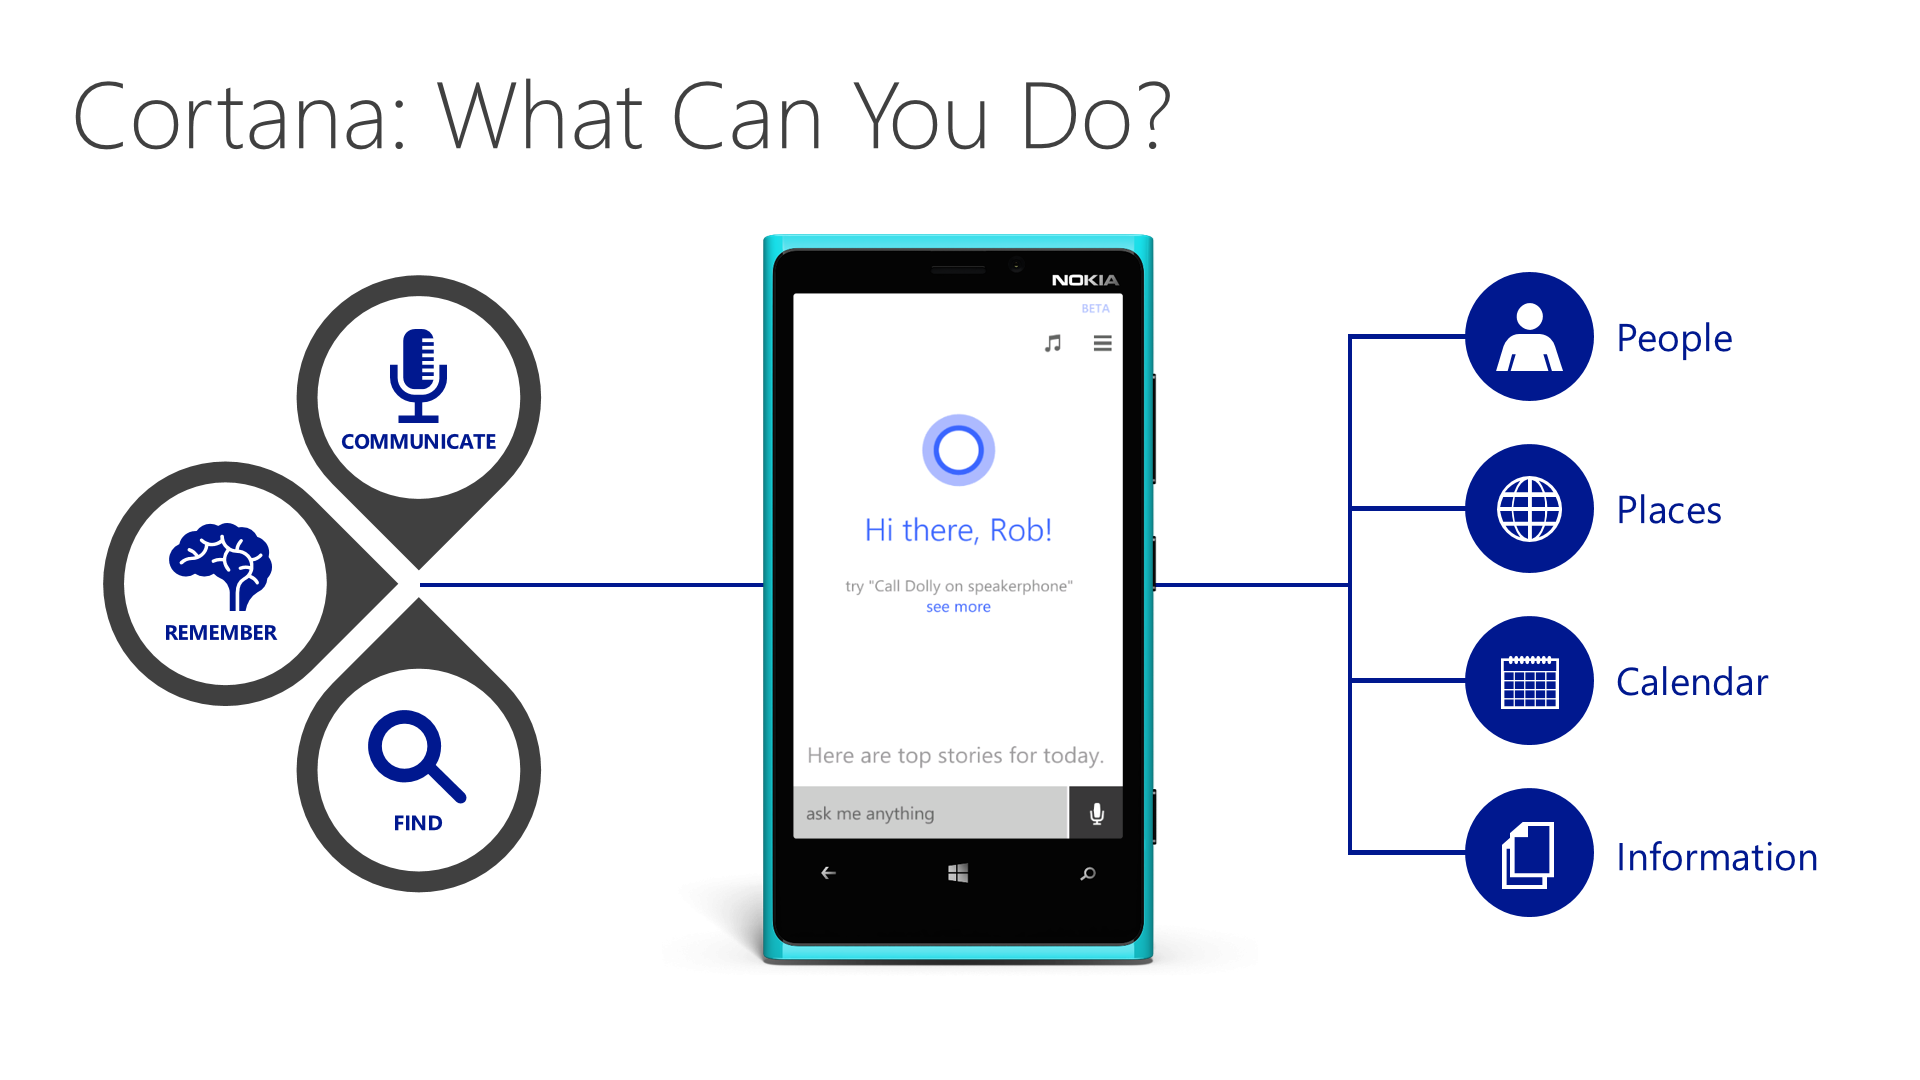 Cortana: What Can You Do?
COMMUNICATE
REMEMBER
FIND
NOKIA
BETA
Hi there, Rob!
try "Call Dolly on speakerphone"
see more
Here are top stories for today.
ask me anything
People
Places
Calendar
Information